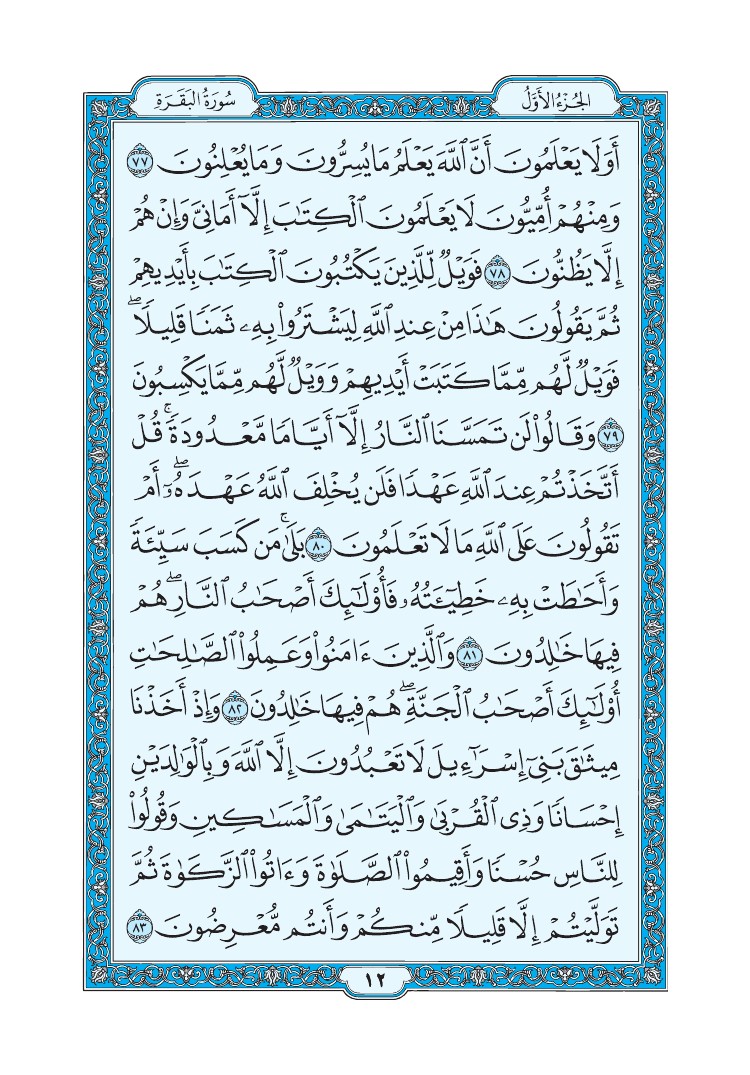 الجُزْءُ الأَوَّلُ
سُورَةُ البَقَرَةِ
أَوَلَا يَعْلَمُونَ أَنَّ ٱللَّهَ يَعْلَمُ مَا يُسِرُّونَ وَمَا يُعْلِنُونَ ٧٧
وَمِنْهُمْ أُمِّيُّونَ لَا يَعْلَمُونَ ٱلْكِتَٰبَ إِلَّآ أَمَانِىَّ وَإِنْ هُمْ
إِلَّا يَظُنُّونَ ٧٨ فَوَيْلٌ لِّلَّذِينَ يَكْتُبُونَ ٱلْكِتَٰبَ بِأَيْدِيهِمْ
ثُمَّ يَقُولُونَ هَٰذَا مِنْ عِندِ ٱللَّهِ لِيَشْتَرُوا۟ بِهِۦ ثَمَنًا قَلِيلًا ۖ
فَوَيْلٌ لَّهُم مِّمَّا كَتَبَتْ أَيْدِيهِمْ وَوَيْلٌ لَّهُم مِّمَّا يَكْسِبُونَ
٧٩ وَقَالُوا۟ لَن تَمَسَّنَا ٱلنَّارُ إِلَّآ أَيَّامًا مَّعْدُودَةً ۚ قُلْ
أَتَّخَذْتُمْ عِندَ ٱللَّهِ عَهْدًا فَلَن يُخْلِفَ ٱللَّهُ عَهْدَهُۥٓ ۖ أَمْ
تَقُولُونَ عَلَى ٱللَّهِ مَا لَا تَعْلَمُونَ ٨٠ بَلَىٰ ۚ مَن كَسَبَ سَيِّئَةً
وَأَحَٰطَتْ بِهِۦ خَطِيٓـَٔتُهُۥ فَأُو۟لَٰٓئِكَ أَصْحَٰبُ ٱلنَّارِ ۖ هُمْ
فِيهَا خَٰلِدُونَ ٨١ وَٱلَّذِينَ ءَامَنُوا۟ وَعَمِلُوا۟ ٱلصَّٰلِحَٰتِ
أُو۟لَٰٓئِكَ أَصْحَٰبُ ٱلْجَنَّةِ ۖ هُمْ فِيهَا خَٰلِدُونَ ٨٢ وَإِذْ أَخَذْنَا
مِيثَٰقَ بَنِىٓ إِسْرَٰٓءِيلَ لَا تَعْبُدُونَ إِلَّا ٱللَّهَ وَبِٱلْوَٰلِدَيْنِ
إِحْسَانًا وَذِى ٱلْقُرْبَىٰ وَٱلْيَتَٰمَىٰ وَٱلْمَسَٰكِينِ وَقُولُوا۟
لِلنَّاسِ حُسْنًا وَأَقِيمُوا۟ ٱلصَّلَوٰةَ وَءَاتُوا۟ ٱلزَّكَوٰةَ ثُمَّ
تَوَلَّيْتُمْ إِلَّا قَلِيلًا مِّنكُمْ وَأَنتُم مُّعْرِضُونَ ٨٣
١٢